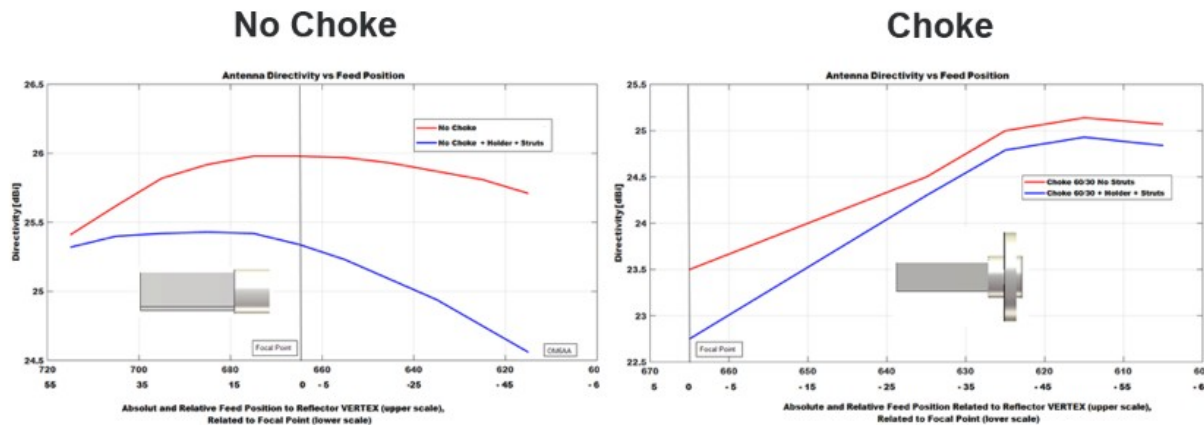 No Choke
Antenna Directivity vs Feed Position
26.5
26
25.5
25
24.5
Directivity [dBi]
No Choke
No Choke + Holder + Struts
Focal Point
OM6AA
720 700 680 660 640 620 60
55 35 15 0 -5 -25 -45 -6
Absolut and Relative Feed Position to Reflector VERTEX (upper scale),
Related to Focal Point (lower scale)
Choke
Antenna Directivity vs Feed Position
25.5
25
24.5
24
23.5
23
22.5
Directivity [dBi]
Choke 60/30 No Struts
Choke 60/30 + Holder + Struts
Focal Point
670 660 650 640 630 620 610 60
5 0 -5 -15 -25 -35 -45 -55 -6
Absolute and Relative Feed Position Related to Reflector VERTEX (upper scale),
Related to Focal Point (lower scale)